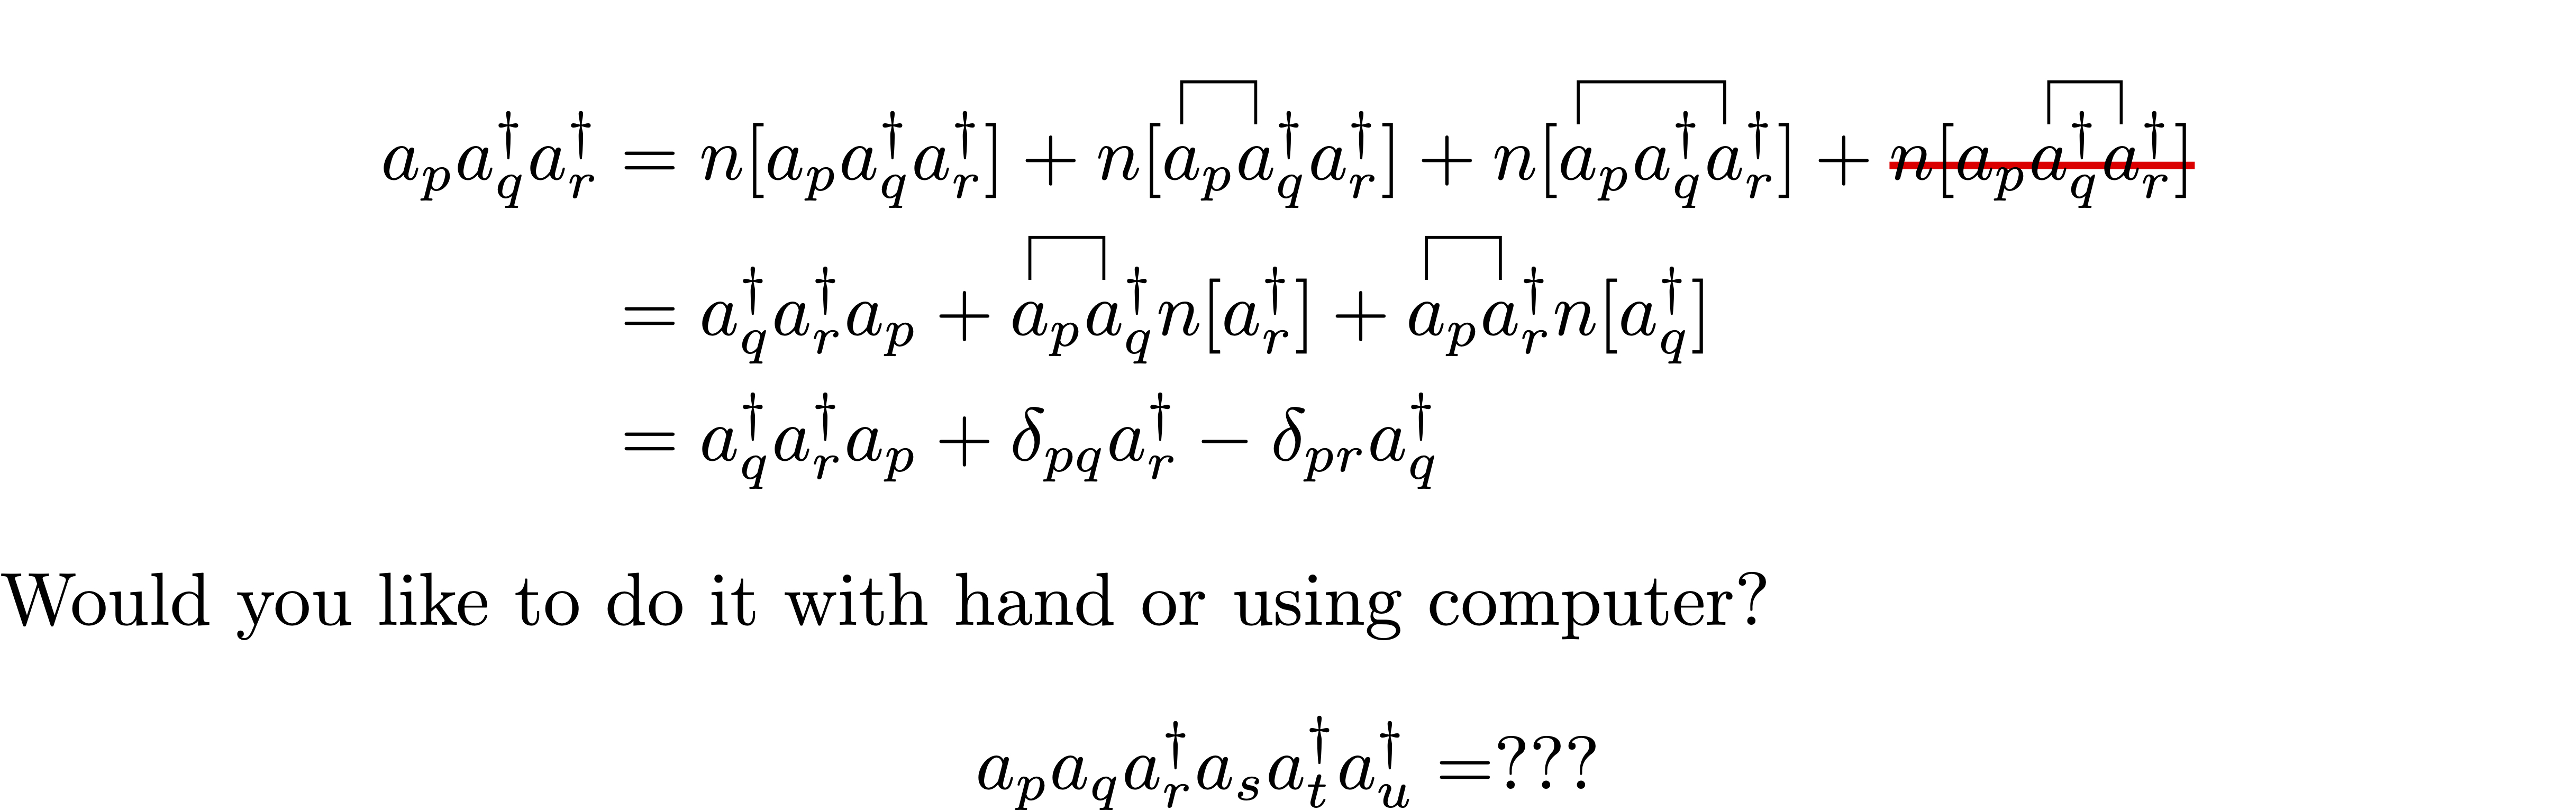 a_p a_q^† a_r^† = n[a_p a_q^† a_r^†] + n[a_p a_q^† a_r^†] + n[a_p a_q^† a_r^†] + n[a_p a_q^† a_r^†]
= a_q^† a_r^† a_p + a_p a_q^† n[a_r^†] + a_p a_r^† n[a_q^†]
= a_q^† a_r^† a_p + δ_{pq} a_r^† − δ_{pr} a_q^†
Would you like to do it with hand or using computer?
a_p a_q a_r^† a_s a_t^† a_u^† =???